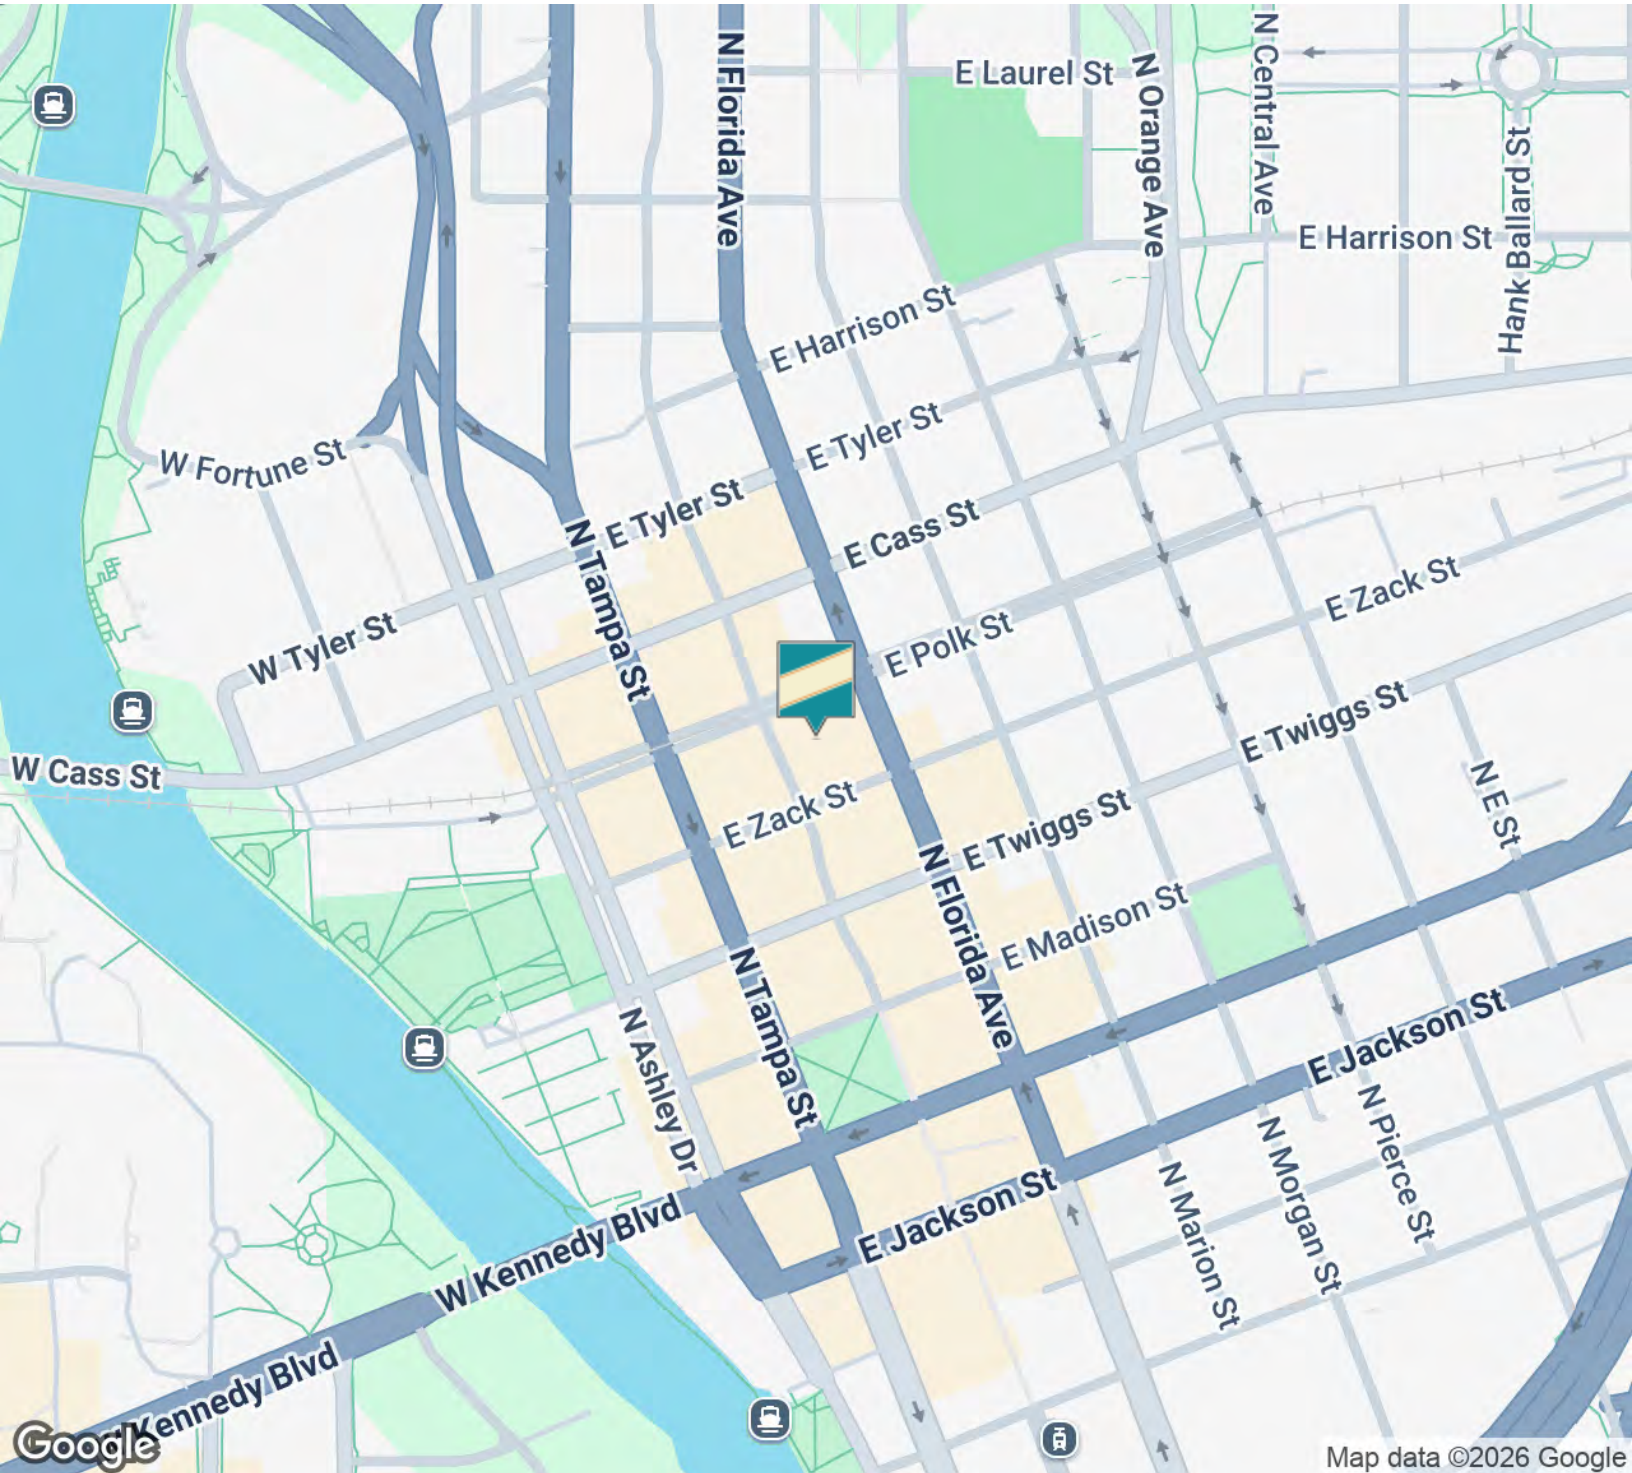 N Florida Ave
E Laurel St
N Orange Ave
N Central Ave
Hank Ballard St
E Harrison St
E Harrison St
E Tyler St
W Fortune St
E Tyler St
E Cass St
N Tampa St
E Zack St
E Polk St
W Tyler St
E Twiggs St
W Cass St
E Zack St
N E St
E Twiggs St
N Florida Ave
E Madison St
N Tampa St
N Ashley Dr
E Jackson St
N Pierce St
N Morgan St
N Marion St
E Jackson St
W Kennedy Blvd
Kennedy Blvd
Google
Map data ©2026 Google